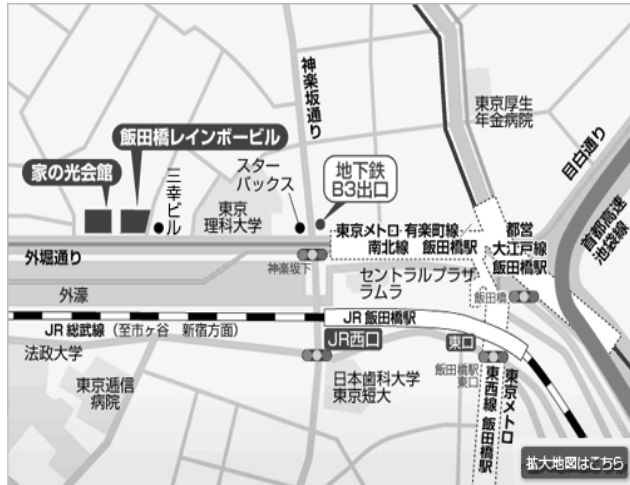 神楽坂通り
東京厚生
年金病院
目白通り
首都高速
池袋線
飯田橋レインボービル
家の光会館
三幸ビル
スター
バックス
地下鉄
B3出口
東京
理科大学
東京メトロ・有楽町線
南北線 飯田橋駅
都営
大江戸線
飯田橋駅
外堀通り
神楽坂下
セントラルプラザ
ラムラ
飯田橋
外濠
JR 飯田橋駅
JR 総武線（至市ヶ谷 新宿方面）
JR西口
東口
法政大学
飯田橋駅
東口
東京逓信
病院
日本歯科大学
東京短大
東京メトロ
東西線 飯田橋駅
拡大地図はこちら